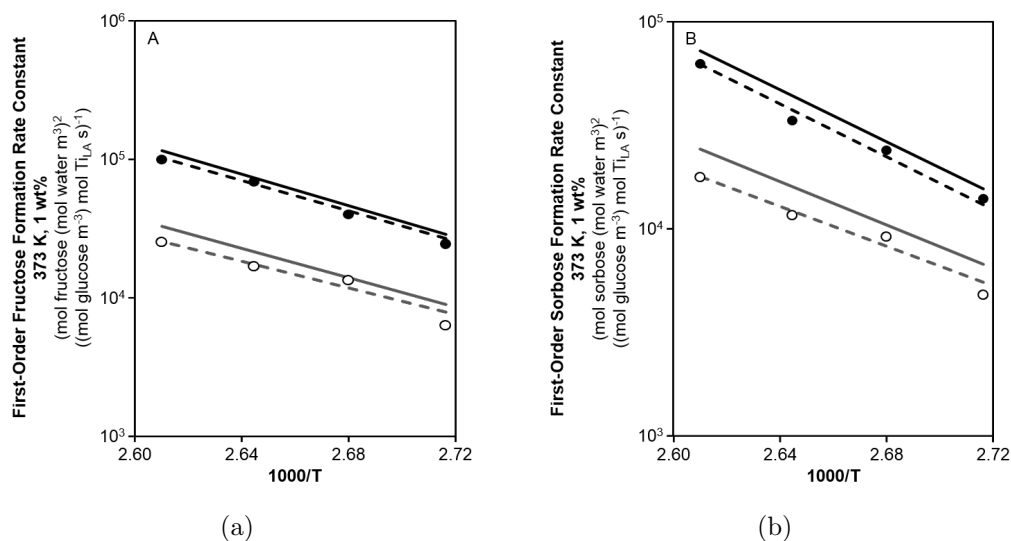 First-Order Fructose Formation Rate Constant
373 K, 1 wt%
(mol fructose (mol water m³)²
((mol glucose m⁻³) mol Ti_LA s)⁻¹)
A
10⁶
10⁵
10⁴
10³
2.60 2.64 2.68 2.72
1000/T
(a)
First-Order Sorbose Formation Rate Constant
373 K, 1 wt%
(mol sorbose (mol water m³)²
((mol glucose m⁻³) mol Ti_LA s)⁻¹)
B
10⁵
10⁴
10³
2.60 2.64 2.68 2.72
1000/T
(b)